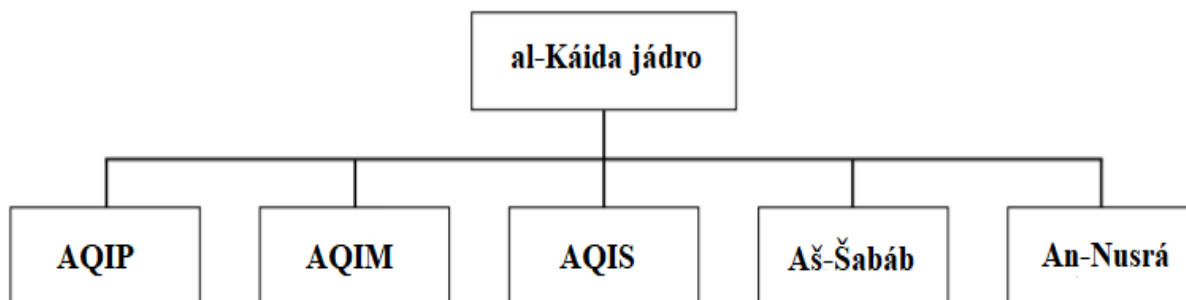 al-Káida jádro
AQIP
AQIM
AQIS
Aš-Šabáb
An-Nusrá